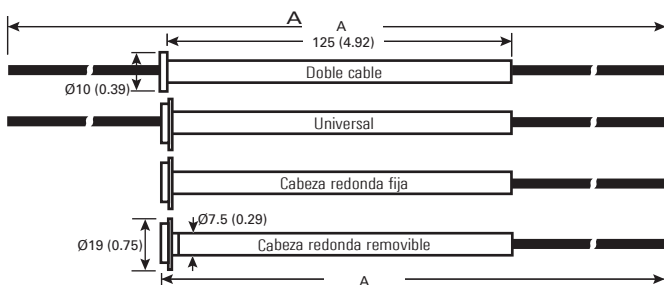 A
A
125 (4.92)
Doble cable
Ø10 (0.39)
Universal
Cabeza redonda fija
Ø7.5 (0.29)
Ø19 (0.75)
Cabeza redonda removible
A